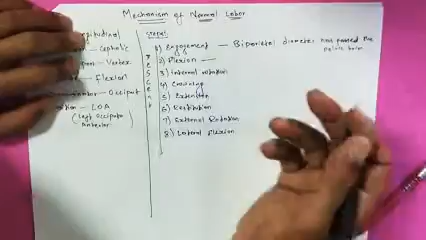 Mechanism of Normal Labor
Longitudinal
Cephalic
Vertex
Flexion
Occiput
LOA
(Left Occipito Anterior)
Steps:
Descent
1) Engagement — Biparietal diameter has passed the pelvic brim
2) Flexion —
3) Internal rotation
4) Crowning
5) Extension
6) Restitution
7) External Rotation
8) Lateral flexion